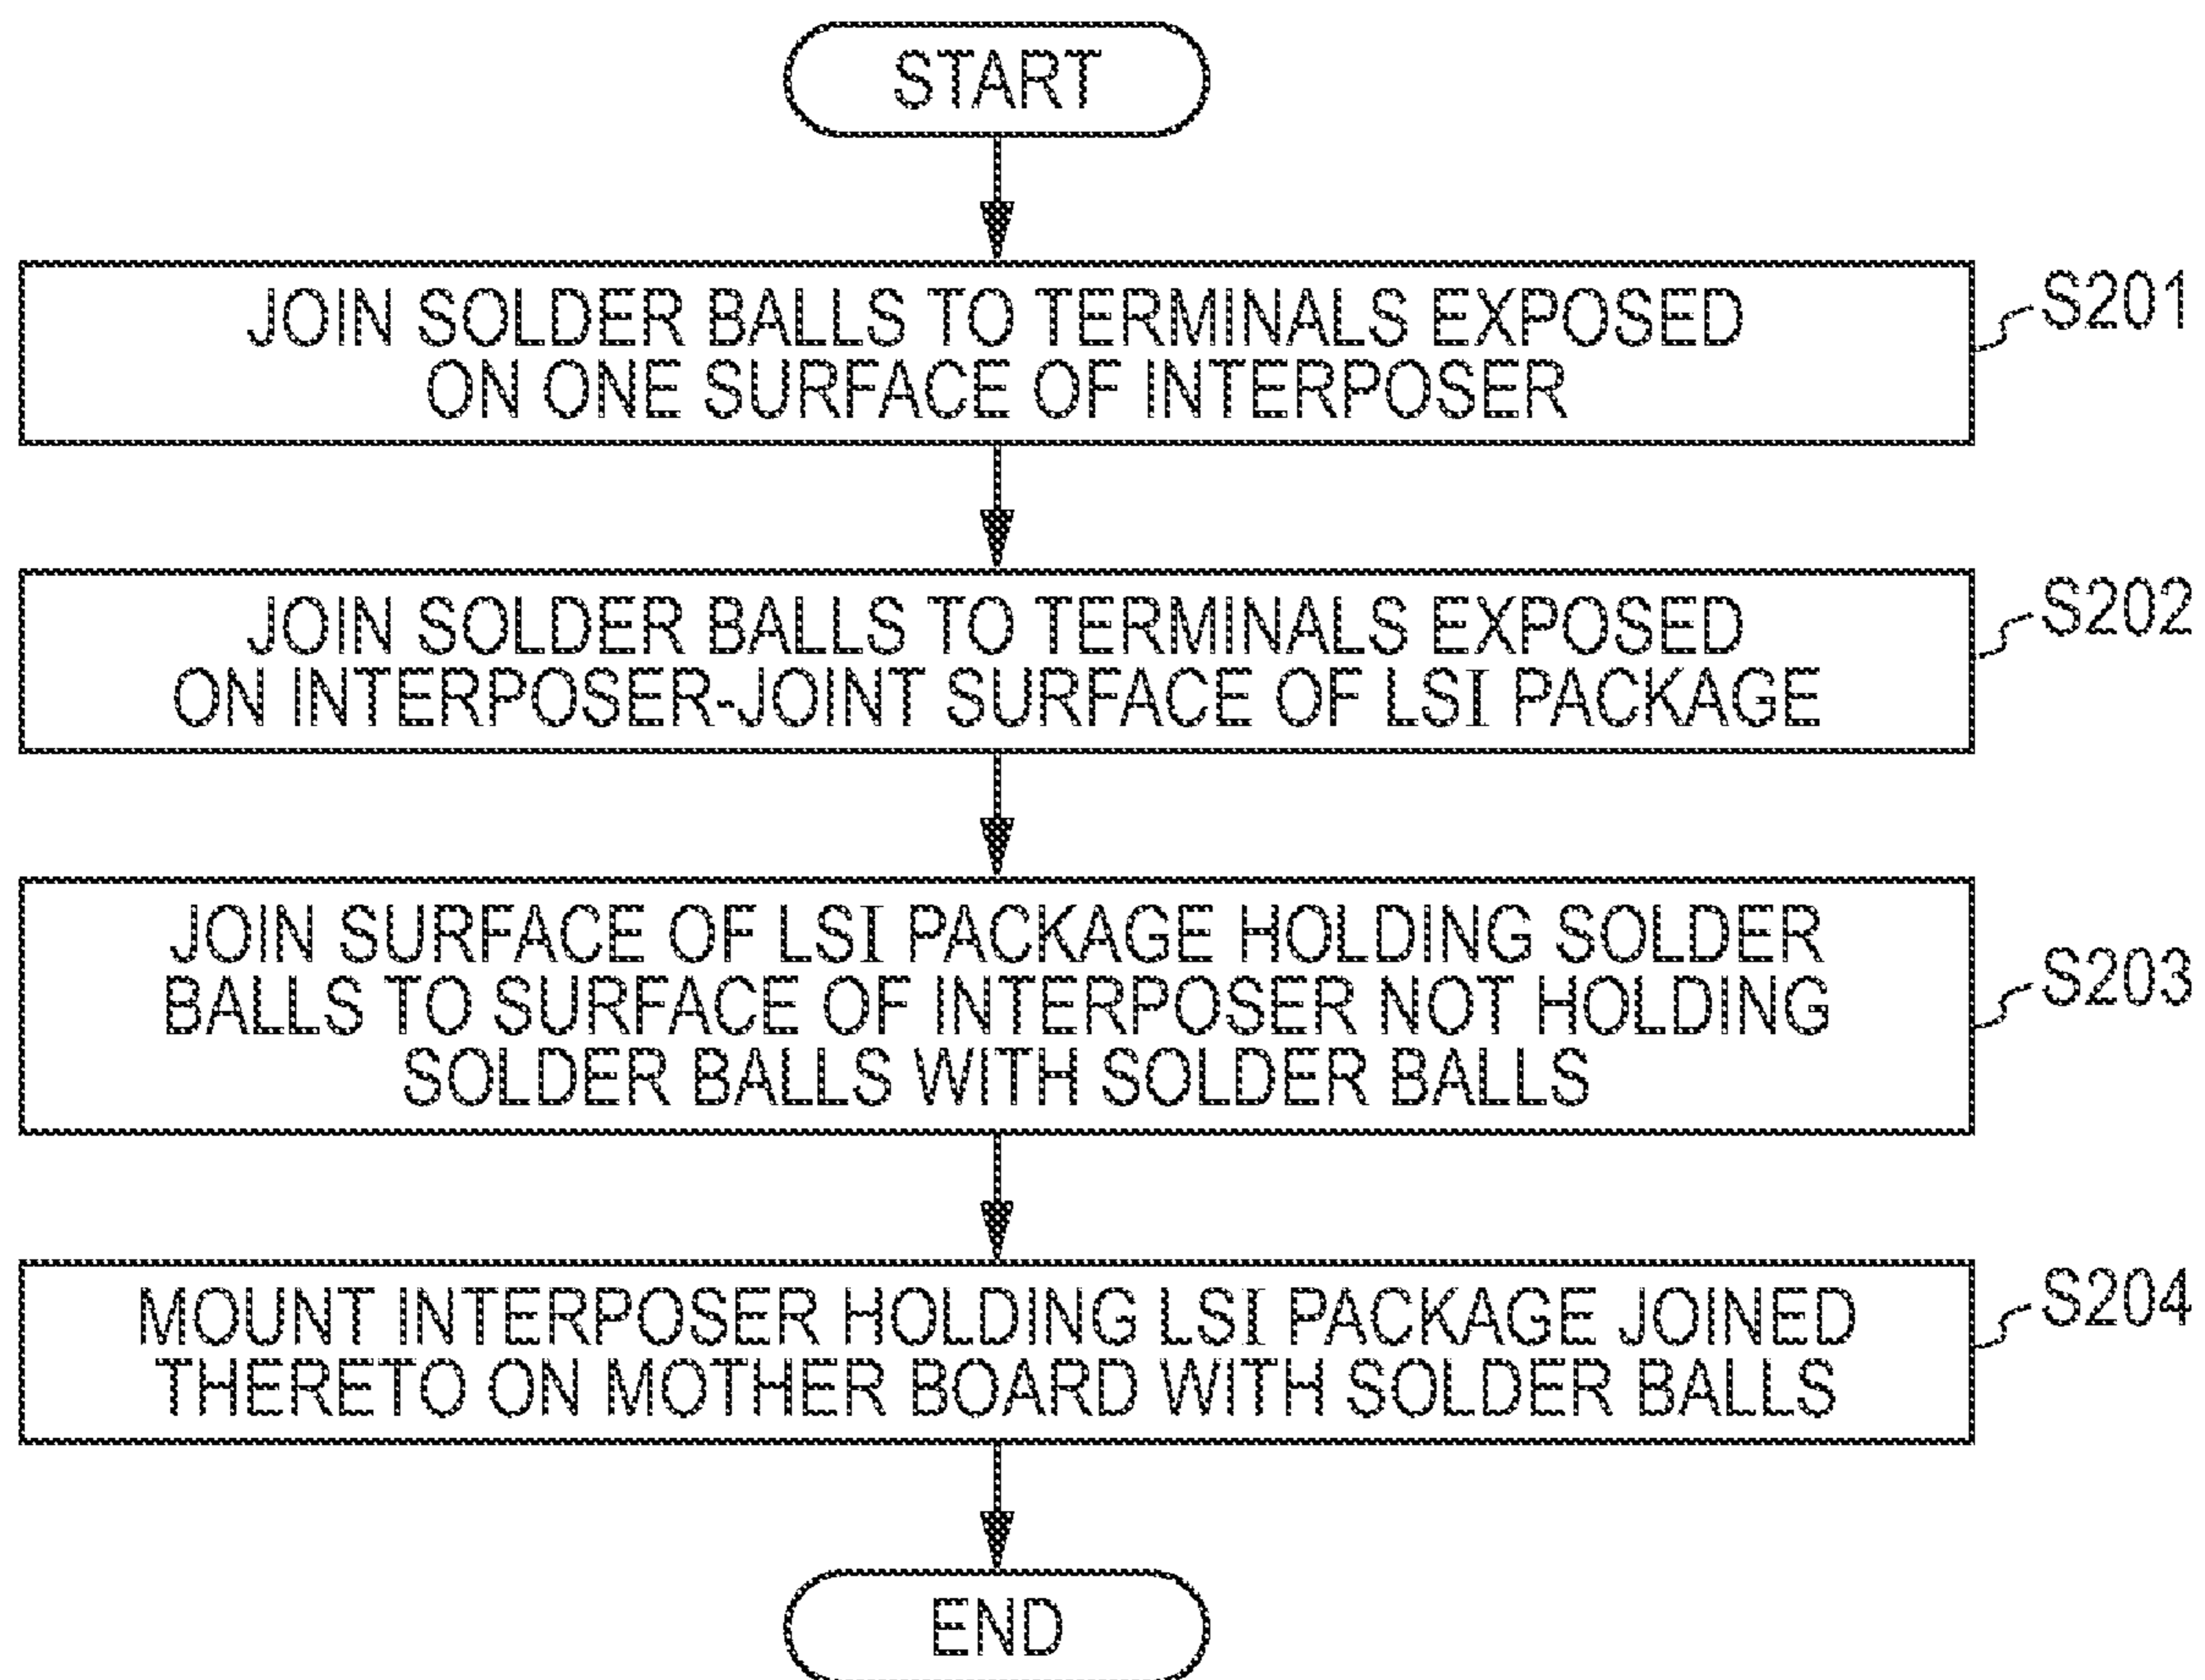 START
JOIN SOLDER BALLS TO TERMINALS EXPOSED
ON ONE SURFACE OF INTERPOSER
S201
JOIN SOLDER BALLS TO TERMINALS EXPOSED
ON INTERPOSER-JOINT SURFACE OF LSI PACKAGE
S202
JOIN SURFACE OF LSI PACKAGE HOLDING SOLDER
BALLS TO SURFACE OF INTERPOSER NOT HOLDING
SOLDER BALLS WITH SOLDER BALLS
S203
MOUNT INTERPOSER HOLDING LSI PACKAGE JOINED
THERETO ON MOTHER BOARD WITH SOLDER BALLS
S204
END